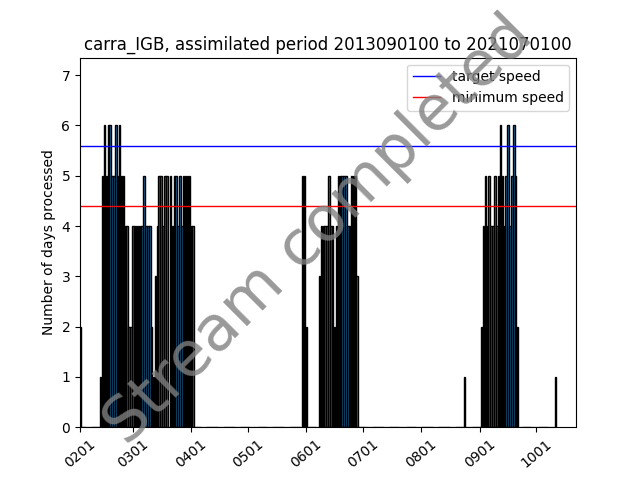 carra_IGB, assimilated period 2013090100 to 2021070100
target speed
minimum speed
Number of days processed
7
6
5
4
3
2
1
0
0201 0301 0401 0501 0601 0701 0801 0901 1001
Stream completed